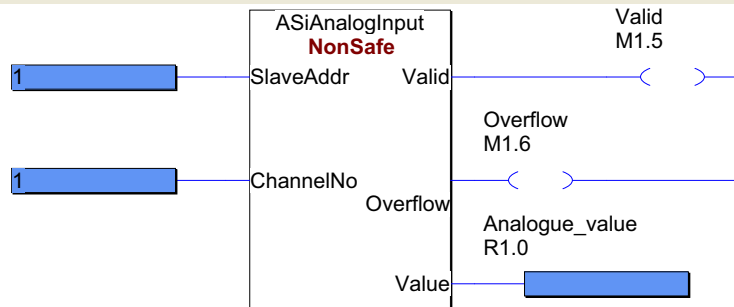 ASiAnalogInput
NonSafe
Valid
M1.5
1
SlaveAddr
Valid
Overflow
M1.6
1
ChannelNo
Overflow
Analogue_value
R1.0
Value